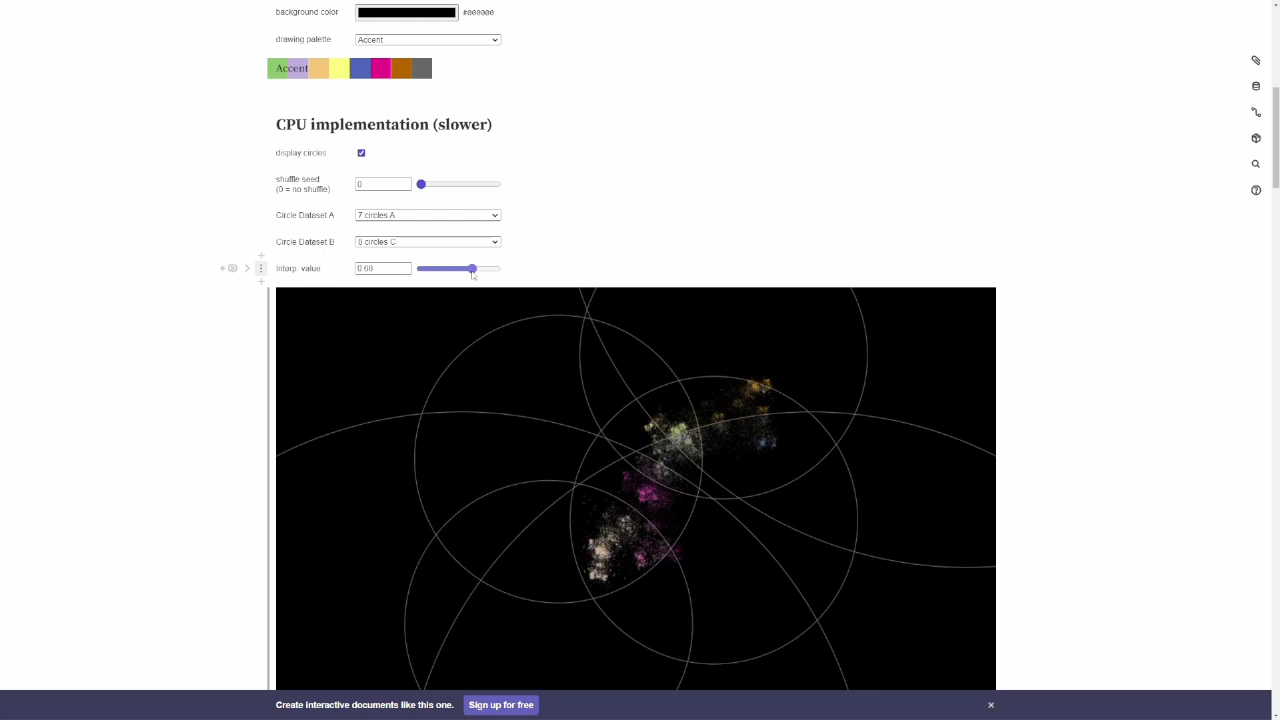 background color #000000
drawing palette Accent
Accent
CPU implementation (slower)
display circles
shuffle seed
(0 = no shuffle) 0
Circle Dataset A 7 circles A
Circle Dataset B 8 circles C
Interp. value 0.66
Create interactive documents like this one. Sign up for free ×